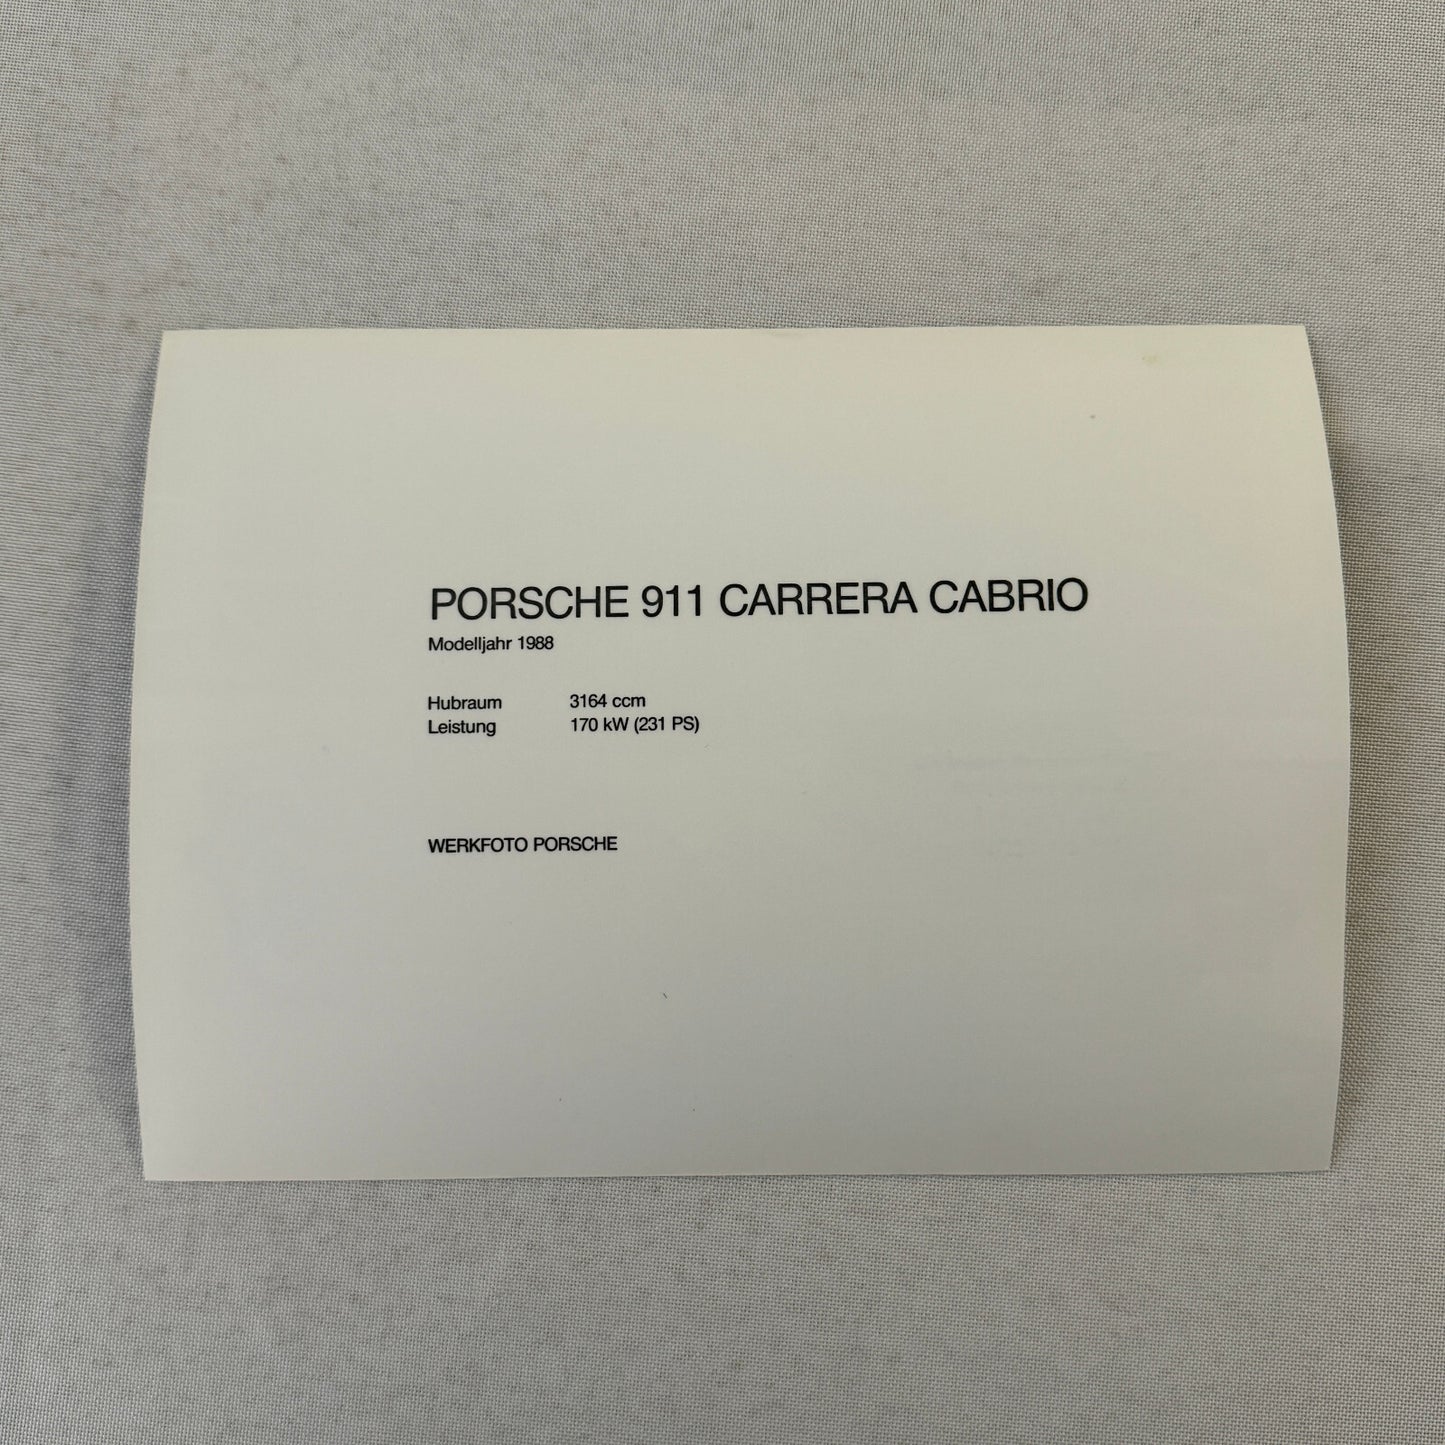 PORSCHE 911 CARRERA CABRIO
Modelljahr 1988
Hubraum 3164 ccm
Leistung 170 kW (231 PS)
WERKFOTO PORSCHE